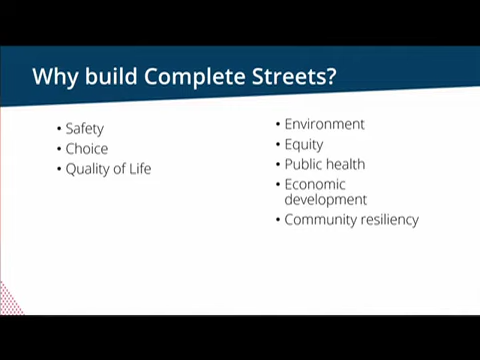 Why build Complete Streets?
• Safety
• Choice
• Quality of Life
• Environment
• Equity
• Public health
• Economic
development
• Community resiliency